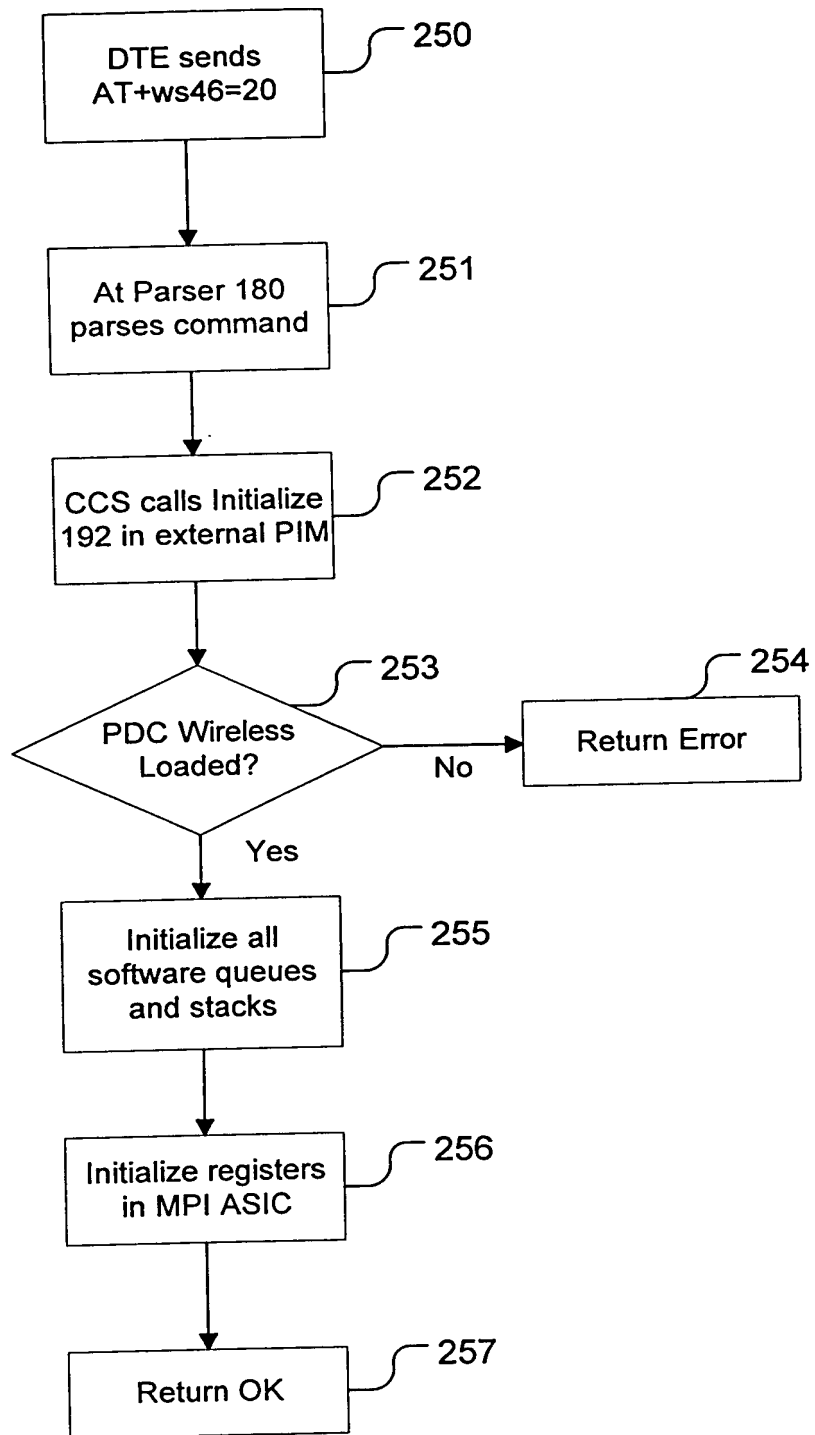 250
DTE sends
AT+ws46=20
251
At Parser 180
parses command
252
CCS calls Initialize
192 in external PIM
253
PDC Wireless
Loaded?
No
254
Return Error
Yes
255
Initialize all
software queues
and stacks
256
Initialize registers
in MPI ASIC
257
Return OK